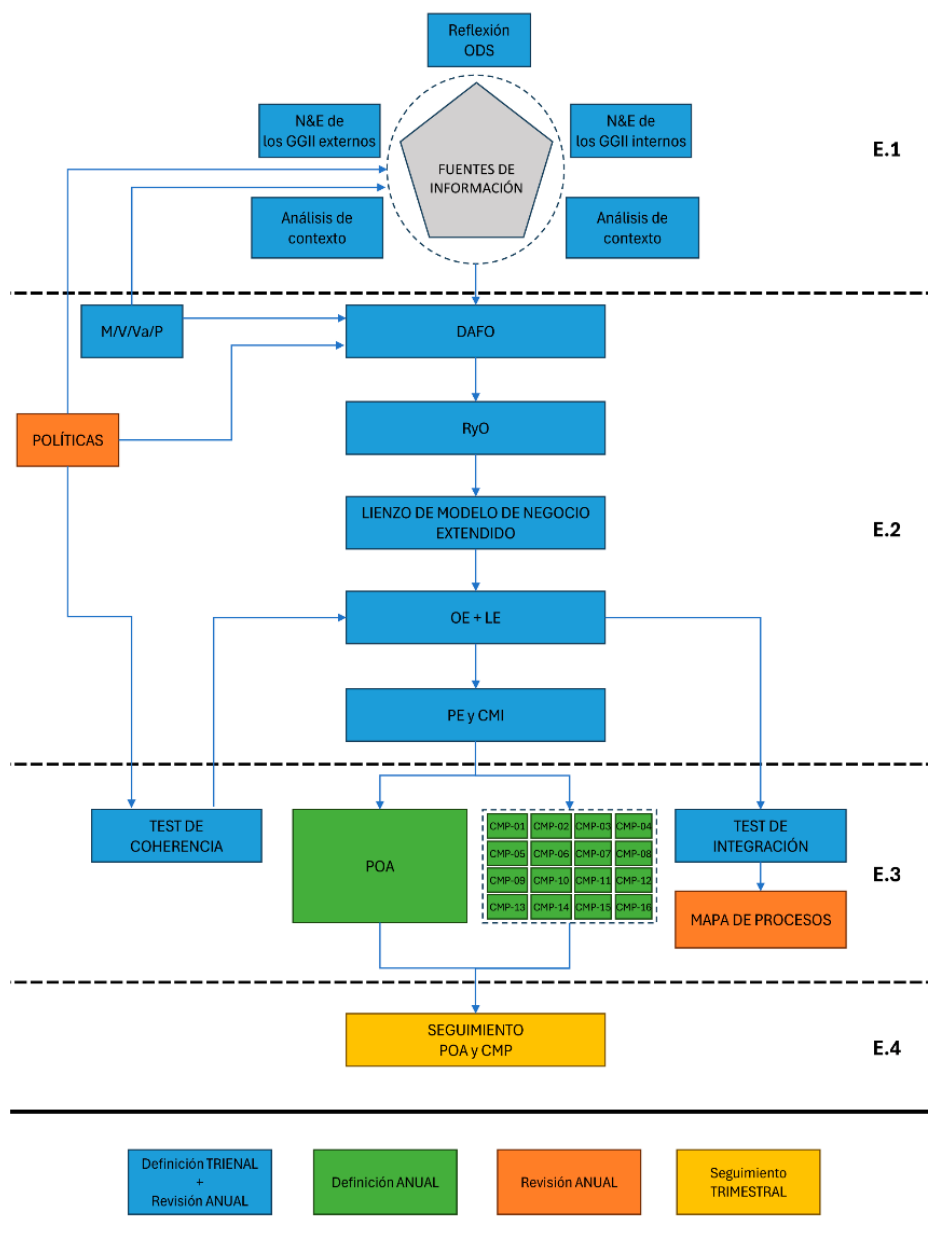 Reflexión
ODS
N&E de
los GGII externos
N&E de
los GGII internos
E.1
FUENTES DE
INFORMACIÓN
Análisis de
contexto
Análisis de
contexto
M/V/Va/P
DAFO
POLÍTICAS
RyO
LIENZO DE MODELO DE NEGOCIO
EXTENDIDO
E.2
OE + LE
PE y CMI
TEST DE
COHERENCIA
POA
CMP-01 CMP-02 CMP-03 CMP-04
CMP-05 CMP-06 CMP-07 CMP-08
CMP-09 CMP-10 CMP-11 CMP-12
CMP-13 CMP-14 CMP-15 CMP-16
TEST DE
INTEGRACIÓN
E.3
MAPA DE PROCESOS
SEGUIMIENTO
POA y CMP
E.4
Definición TRIENAL
+
Revisión ANUAL
Definición ANUAL
Revisión ANUAL
Seguimiento
TRIMESTRAL